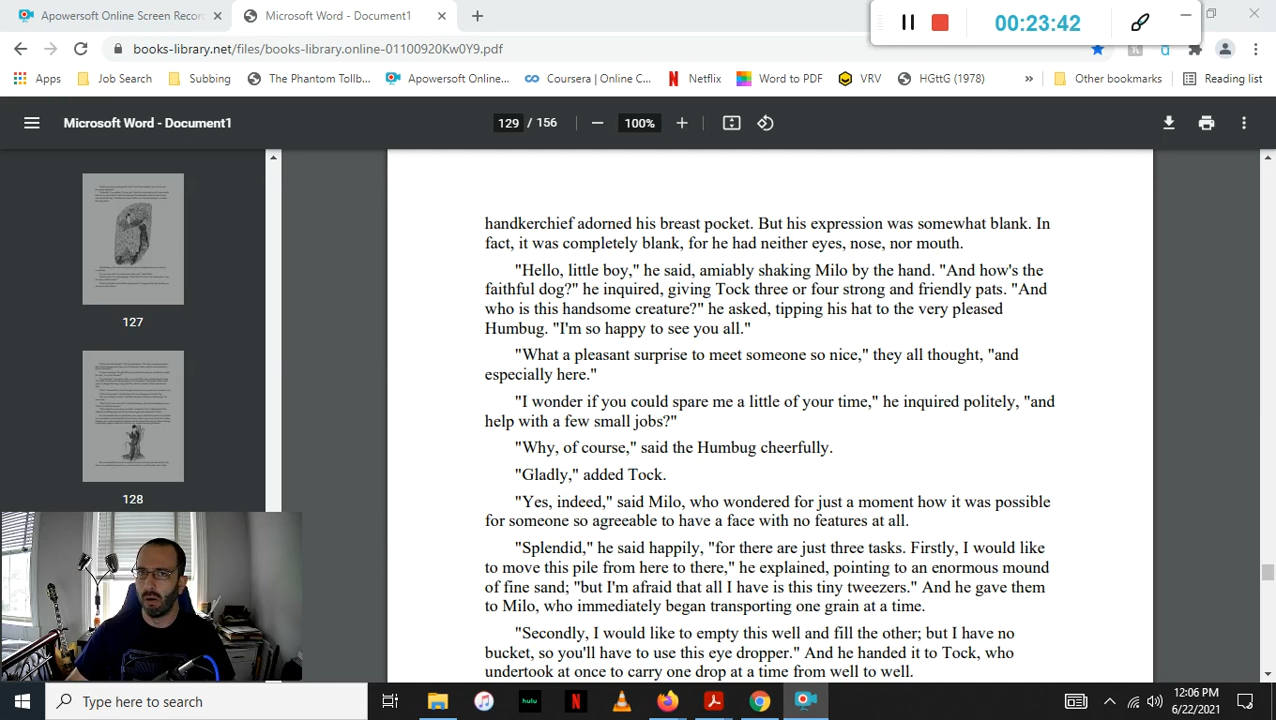 Apowersoft Online Screen Recor
Microsoft Word - Document1
00:23:42
books-library.net/files/books-library.online-01100920Kw0Y9.pdf
Apps
Job Search
Subbing
The Phantom Tollb...
Apowersoft Online...
Coursera | Online C...
Netflix
Word to PDF
VRV
HGttG (1978)
»
Other bookmarks
Reading list
Microsoft Word - Document1
129 / 156
100%
127
128
handkerchief adorned his breast pocket. But his expression was somewhat blank. In
fact, it was completely blank, for he had neither eyes, nose, nor mouth.
"Hello, little boy," he said, amiably shaking Milo by the hand. "And how's the
faithful dog?" he inquired, giving Tock three or four strong and friendly pats. "And
who is this handsome creature?" he asked, tipping his hat to the very pleased
Humbug. "I'm so happy to see you all."
"What a pleasant surprise to meet someone so nice," they all thought, "and
especially here."
"I wonder if you could spare me a little of your time," he inquired politely, "and
help with a few small jobs?"
"Why, of course," said the Humbug cheerfully.
"Gladly," added Tock.
"Yes, indeed," said Milo, who wondered for just a moment how it was possible
for someone so agreeable to have a face with no features at all.
"Splendid," he said happily, "for there are just three tasks. Firstly, I would like
to move this pile from here to there," he explained, pointing to an enormous mound
of fine sand; "but I'm afraid that all I have is this tiny tweezers." And he gave them
to Milo, who immediately began transporting one grain at a time.
"Secondly, I would like to empty this well and fill the other; but I have no
bucket, so you'll have to use this eye dropper." And he handed it to Tock, who
undertook at once to carry one drop at a time from well to well.
Type here to search
hulu
12:06 PM
6/22/2021